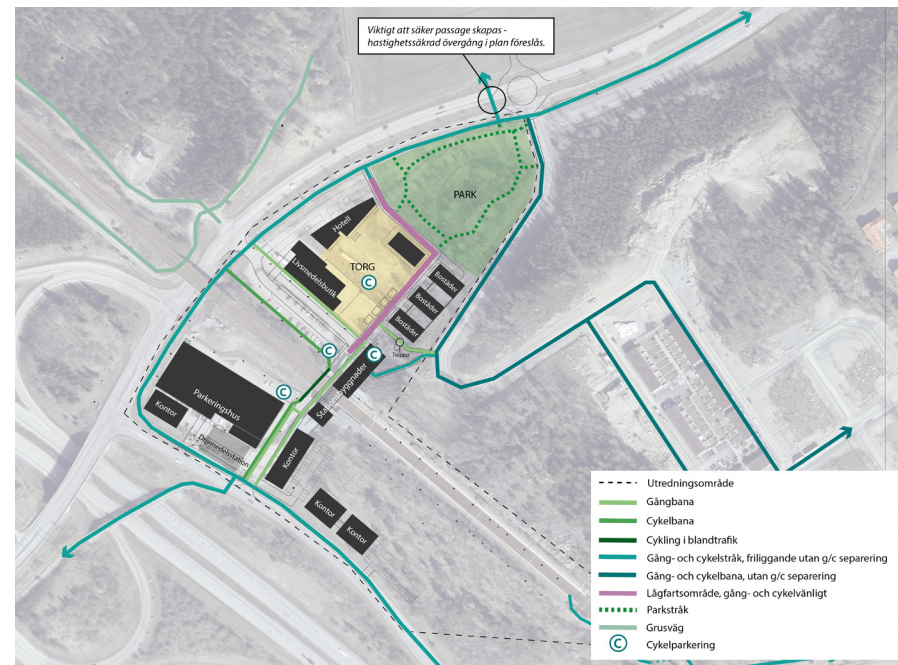 Viktigt att säker passage skapas -
hastighetssäkrad övergång i plan föreslås.
PARK
Hotell
Livsmedelsbutik
TORG
C
Bostäder
Bostäder
Bostäder
Trappa
C
C
C
Stationsbyggnader
Parkeringshus
Kontor
Drivmedelsstation
Kontor
Kontor
Kontor
Utredningsområde
Gångbana
Cykelbana
Cykling i blandtrafik
Gång- och cykelstråk, friliggande utan g/c separering
Gång- och cykelbana, utan g/c separering
Lågfartsområde, gång- och cykelvänligt
Parkstråk
Grusväg
C Cykelparkering